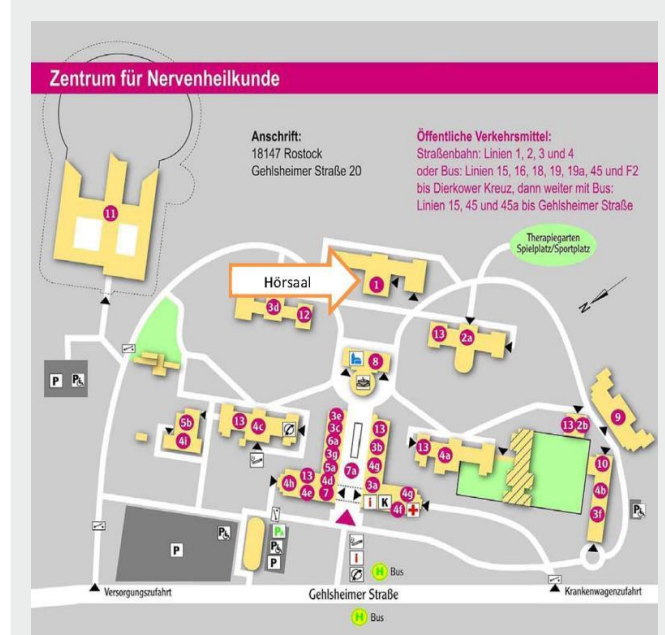 Zentrum für Nervenheilkunde
Anschrift:
18147 Rostock
Gehlsheimer Straße 20
Öffentliche Verkehrsmittel:
Straßenbahn: Linien 1, 2, 3 und 4
oder Bus: Linien 15, 16, 18, 19, 19a, 45 und F2
bis Dierkower Kreuz, dann weiter mit Bus:
Linien 15, 45 und 45a bis Gehlsheimer Straße
11
Therapiegarten
Spielplatz/Sportplatz
Hörsaal
1
N
3d
12
13
2a
8
P
P
9
5b
4i
13
4c
3e
3c
6a
3g
5a
4d
7
13
4h
4e
7a
13
3b
4g
3a
i
K
4g
4f
13
4a
13
2b
10
4b
3f
P
P
P
P
P
P
P
i
H Bus
Versorgungszufahrt
Gehlsheimer Straße
Krankenwagenzufahrt
H Bus